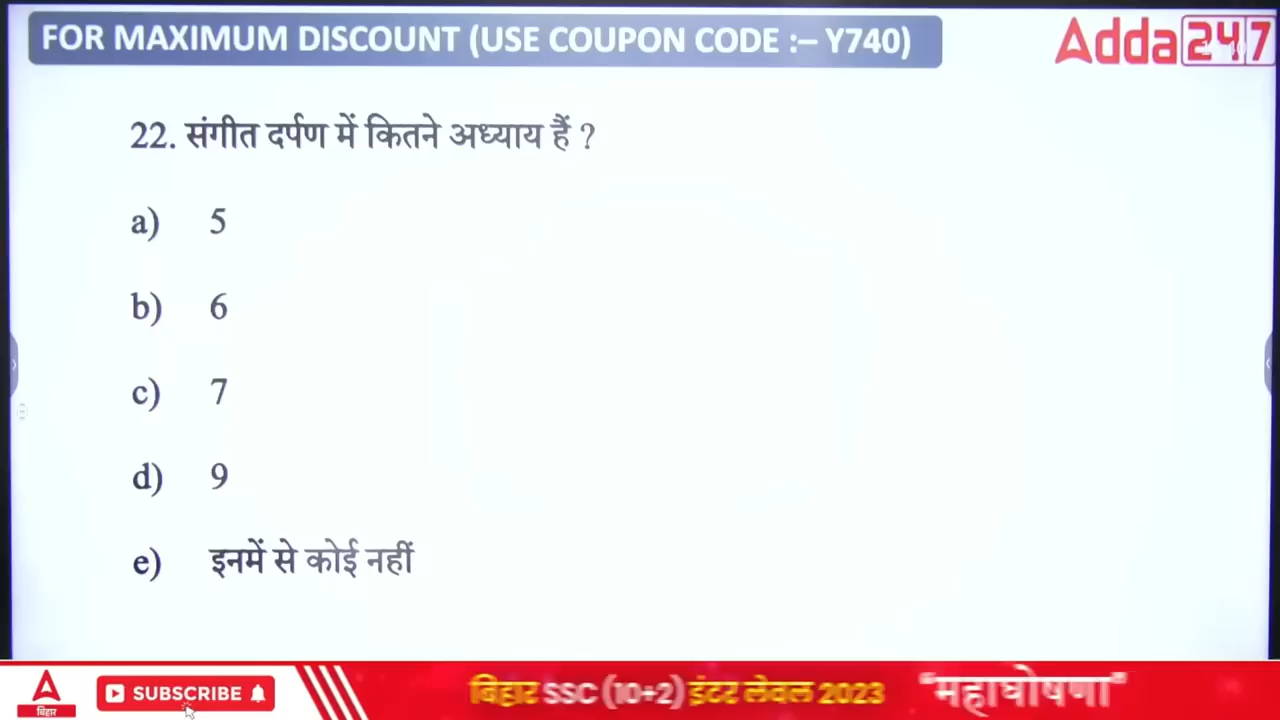 FOR MAXIMUM DISCOUNT (USE COUPON CODE :– Y740)
Adda247
22. संगीत दर्पण में कितने अध्याय हैं ?
a) 5
b) 6
c) 7
d) 9
e) इनमें से कोई नहीं
बिहार
SUBSCRIBE
बिहार SSC (10+2) इंटर लेवल 2023 "महाघोषणा"